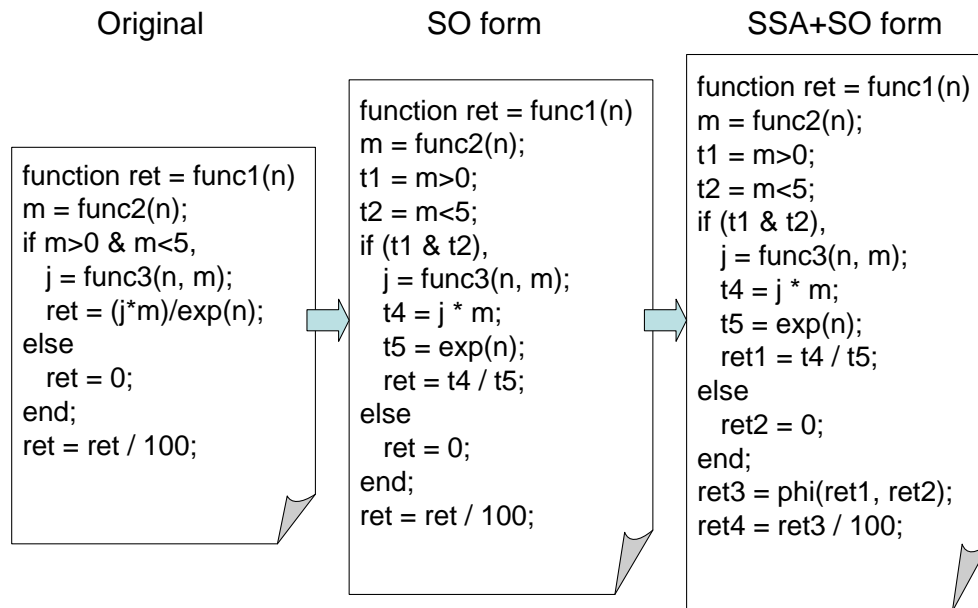 Original
function ret = func1(n)
m = func2(n);
if m>0 & m<5,
j = func3(n, m);
ret = (j*m)/exp(n);
else
ret = 0;
end;
ret = ret / 100;
SO form
function ret = func1(n)
m = func2(n);
t1 = m>0;
t2 = m<5;
if (t1 & t2),
j = func3(n, m);
t4 = j * m;
t5 = exp(n);
ret = t4 / t5;
else
ret = 0;
end;
ret = ret / 100;
SSA+SO form
function ret = func1(n)
m = func2(n);
t1 = m>0;
t2 = m<5;
if (t1 & t2),
j = func3(n, m);
t4 = j * m;
t5 = exp(n);
ret1 = t4 / t5;
else
ret2 = 0;
end;
ret3 = phi(ret1, ret2);
ret4 = ret3 / 100;